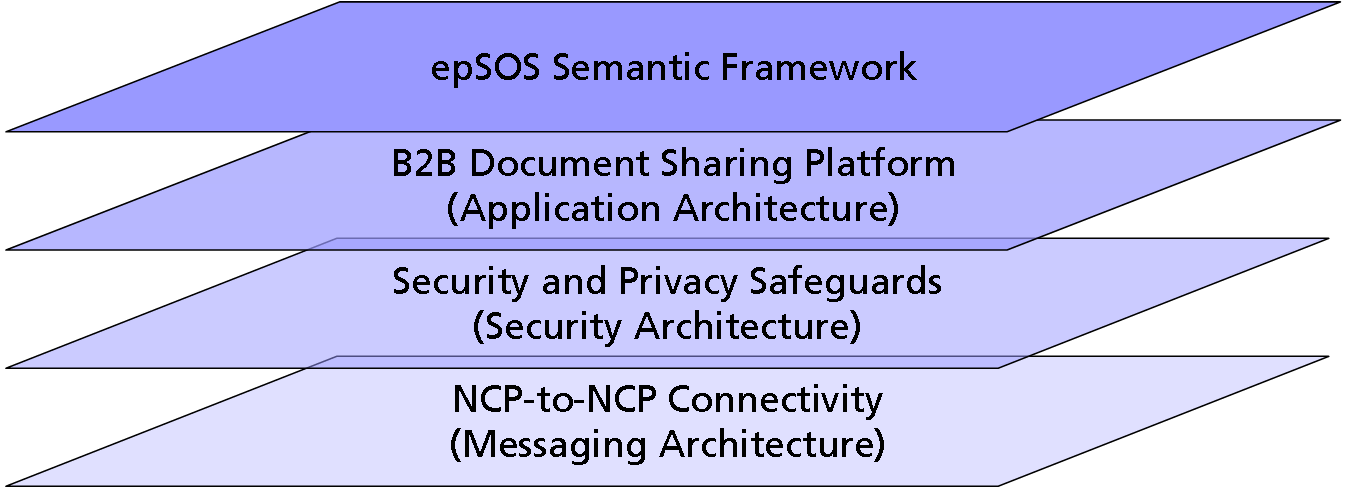 epSOS Semantic Framework
B2B Document Sharing Platform
(Application Architecture)
Security and Privacy Safeguards
(Security Architecture)
NCP-to-NCP Connectivity
(Messaging Architecture)